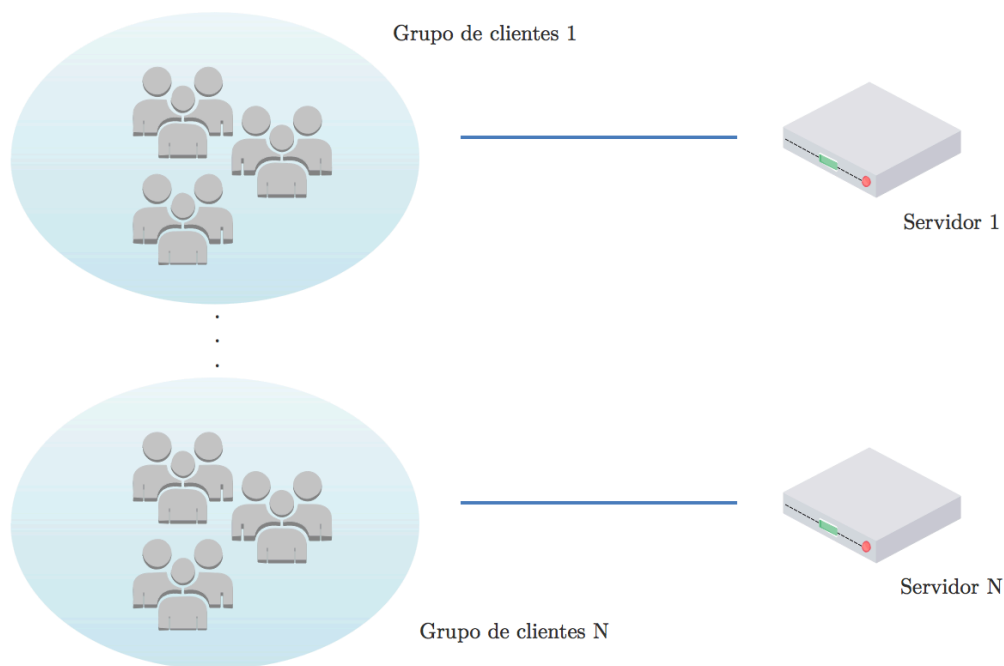 Grupo de clientes 1
Servidor 1
Servidor N
Grupo de clientes N